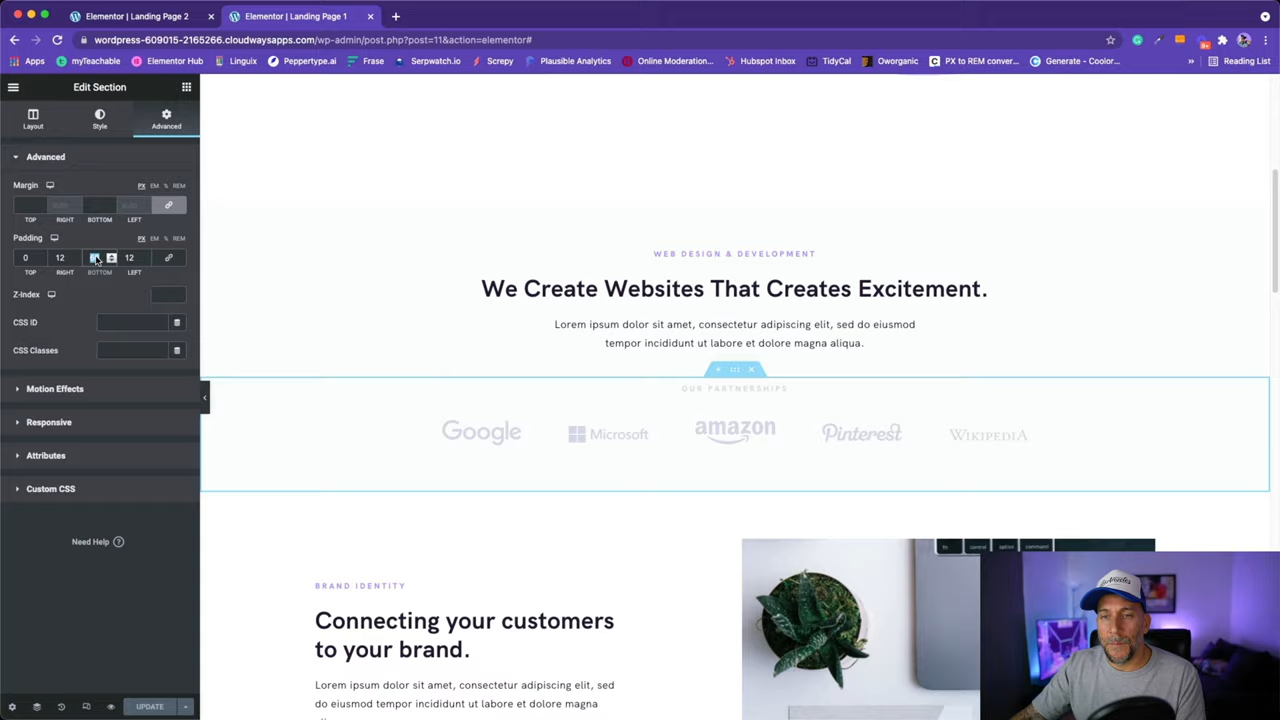 Elementor | Landing Page 2
Elementor | Landing Page 1
wordpress-609015-2165266.cloudwaysapps.com/wp-admin/post.php?post=11&action=elementor#
Apps myTeachable Elementor Hub Linguix Peppertype.ai Frase Serpwatch.io Screpy Plausible Analytics Online Moderation... Hubspot Inbox TidyCal Oworganic PX to REM conver... Generate - Coolor... » Reading List
Edit Section
Layout Style Advanced
Advanced
Margin PX EM % REM
TOP RIGHT BOTTOM LEFT
Padding PX EM % REM
0 12 12
TOP RIGHT BOTTOM LEFT
Z-Index
CSS ID
CSS Classes
Motion Effects
Responsive
Attributes
Custom CSS
Need Help ?
UPDATE
WEB DESIGN & DEVELOPMENT
We Create Websites That Creates Excitement.
Lorem ipsum dolor sit amet, consectetur adipiscing elit, sed do eiusmod
tempor incididunt ut labore et dolore magna aliqua.
OUR PARTNERSHIPS
Google Microsoft amazon Pinterest WIKIPEDIA
BRAND IDENTITY
Connecting your customers
to your brand.
Lorem ipsum dolor sit amet, consectetur adipiscing elit, sed
do eiusmod tempor incididunt ut labore et dolore magna
control option command